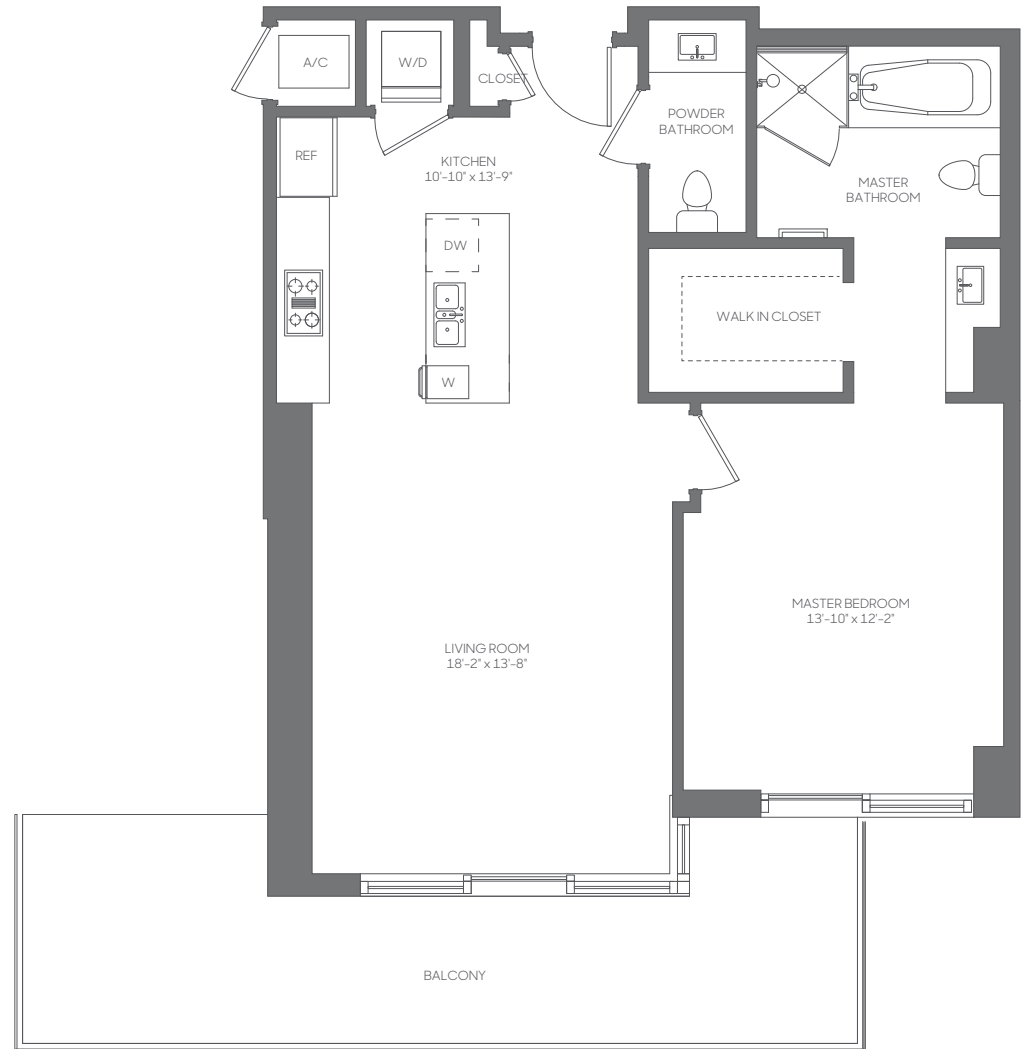 A/C
W/D
CLOSET
POWDER
BATHROOM
REF
KITCHEN
10'-10" x 13'-9"
MASTER
BATHROOM
DW
WALK IN CLOSET
W
MASTER BEDROOM
13'-10" x 12'-2"
LIVING ROOM
18'-2" x 13'-8"
BALCONY